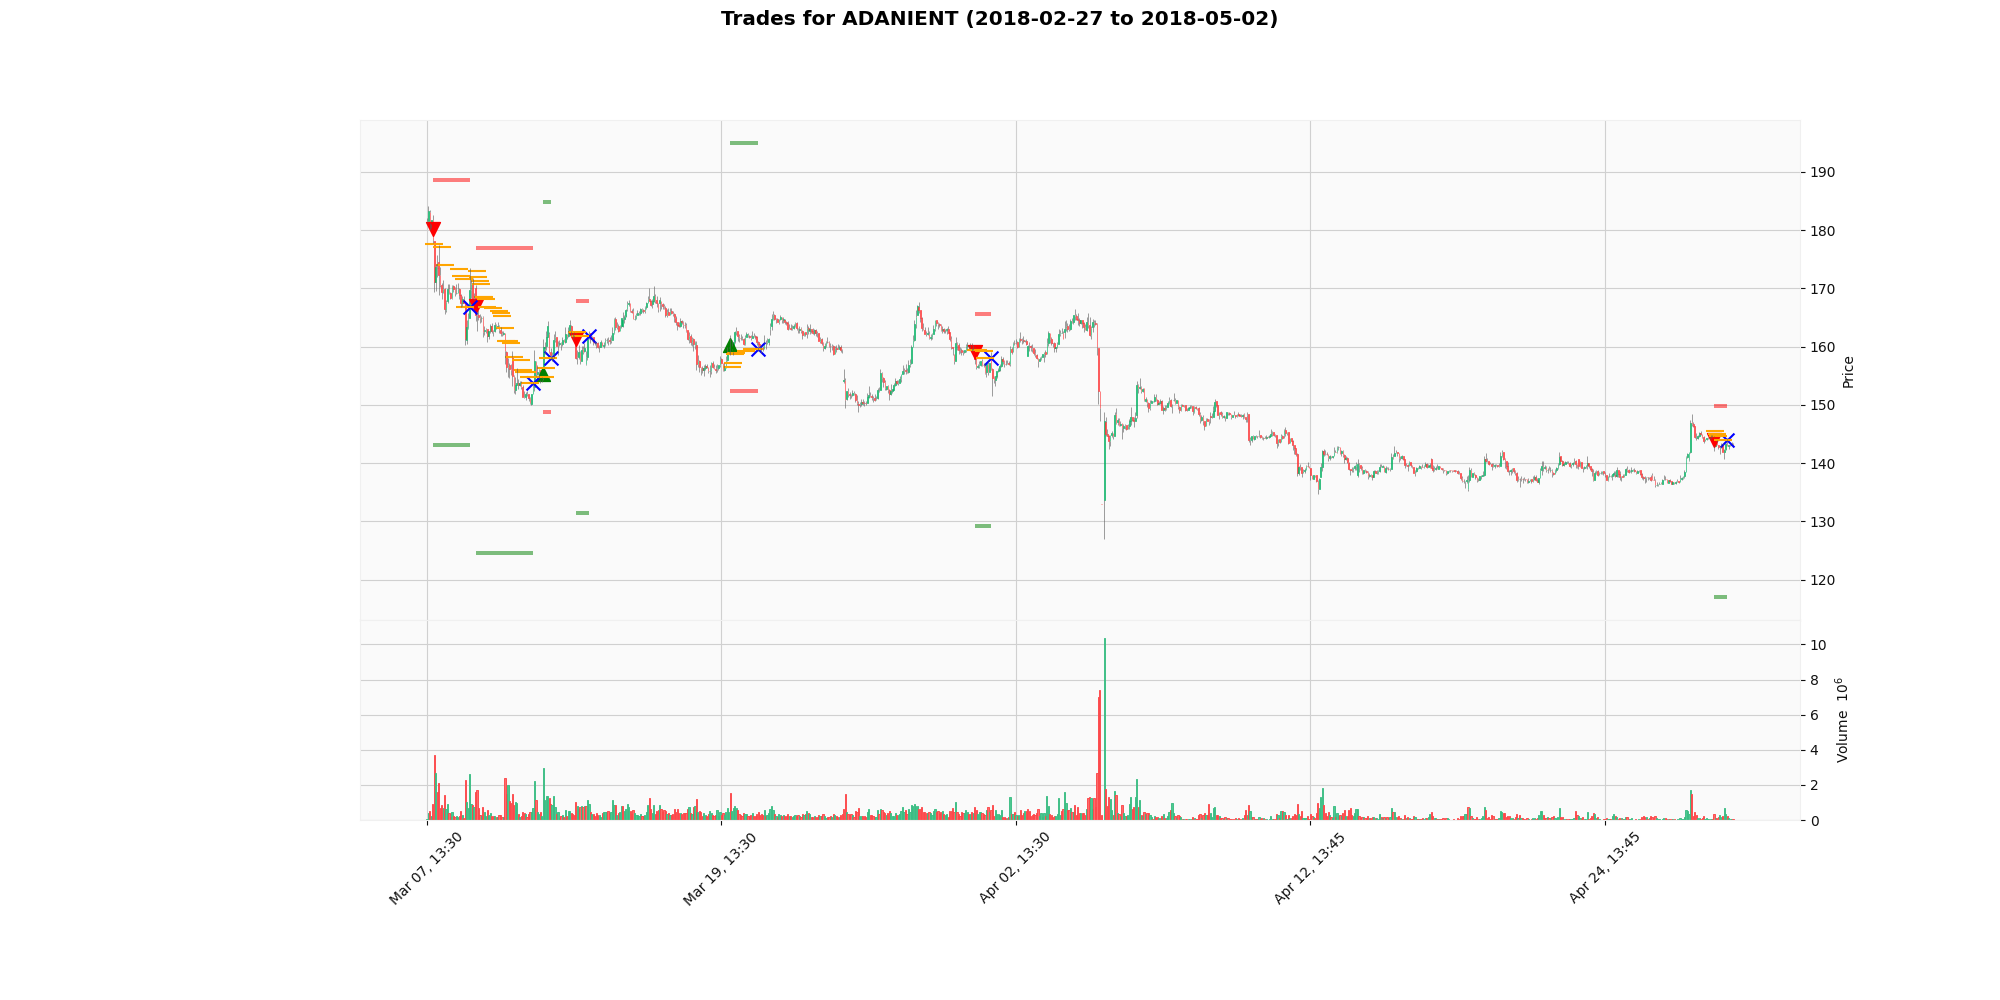 Trades for ADANIENT (2018-02-27 to 2018-05-02)
190
180
170
160
150
140
130
120
Price
10
8
6
4
2
0
Volume 10^6
Mar 07, 13:30
Mar 19, 13:30
Apr 02, 13:30
Apr 12, 13:45
Apr 24, 13:45